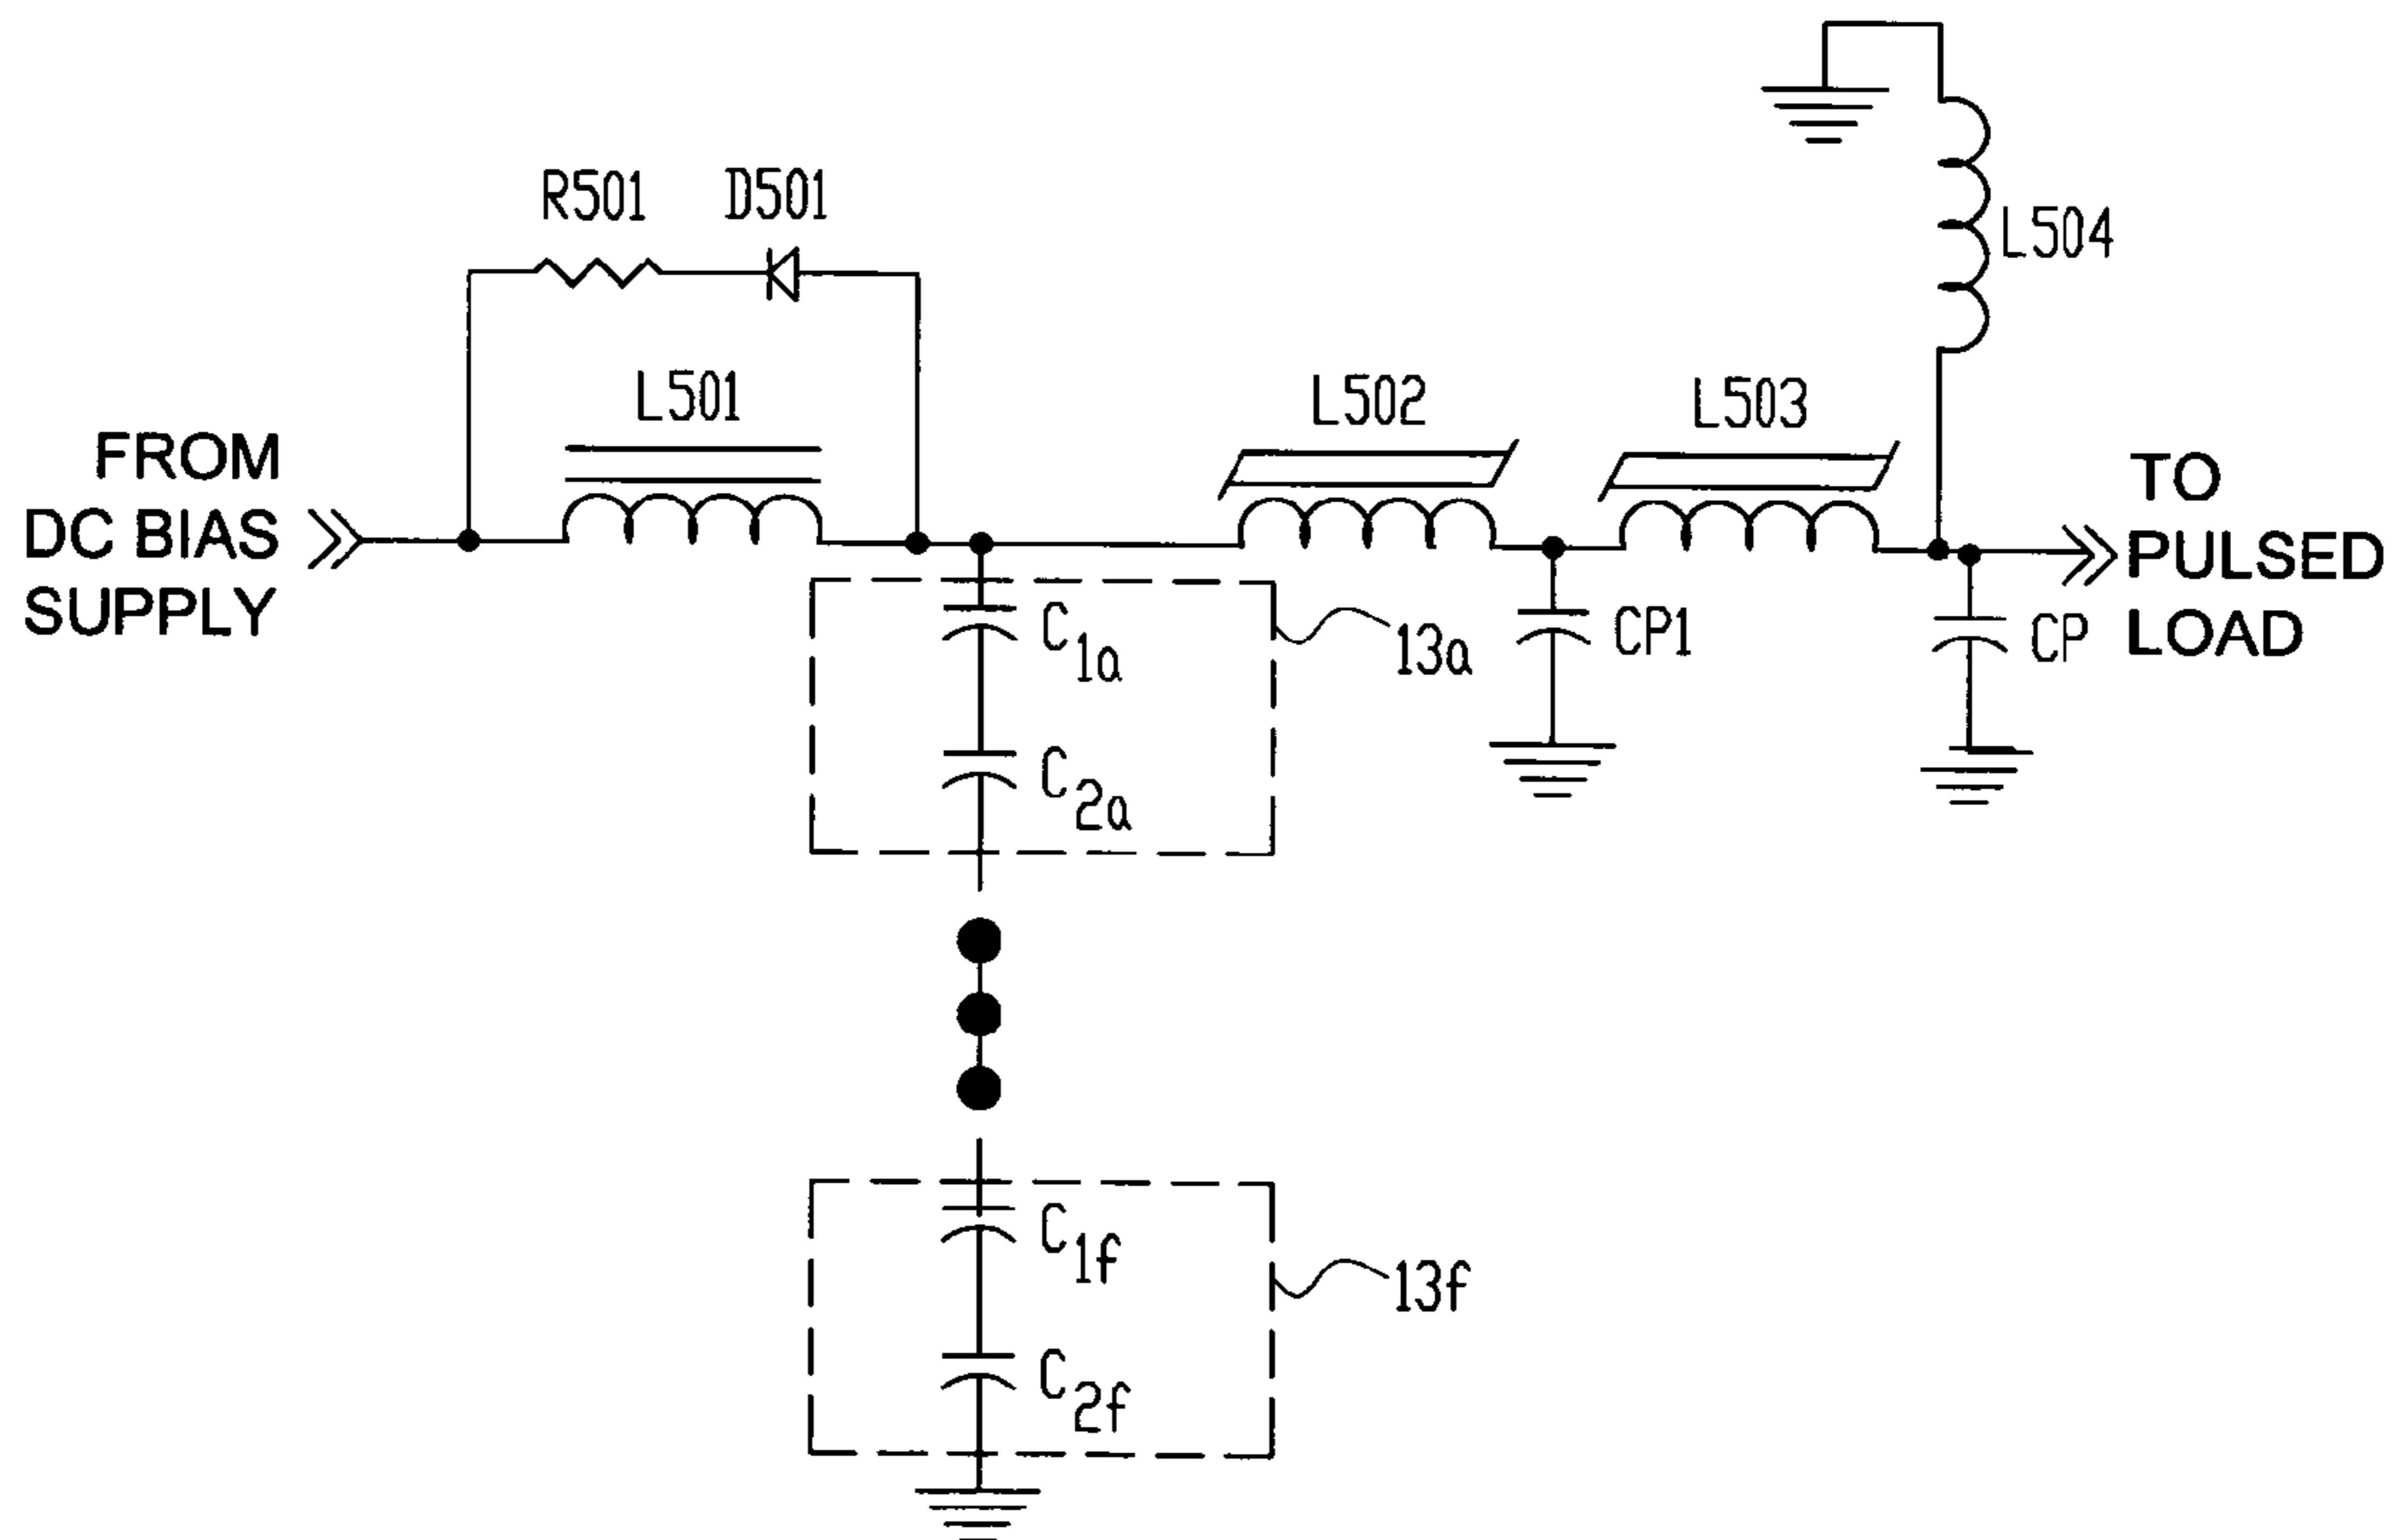 R501
D501
L504
L501
L502
L503
FROM
DC BIAS
SUPPLY
TO
PULSED
LOAD
C1a
13a
CP1
CP
C2a
C1f
13f
C2f